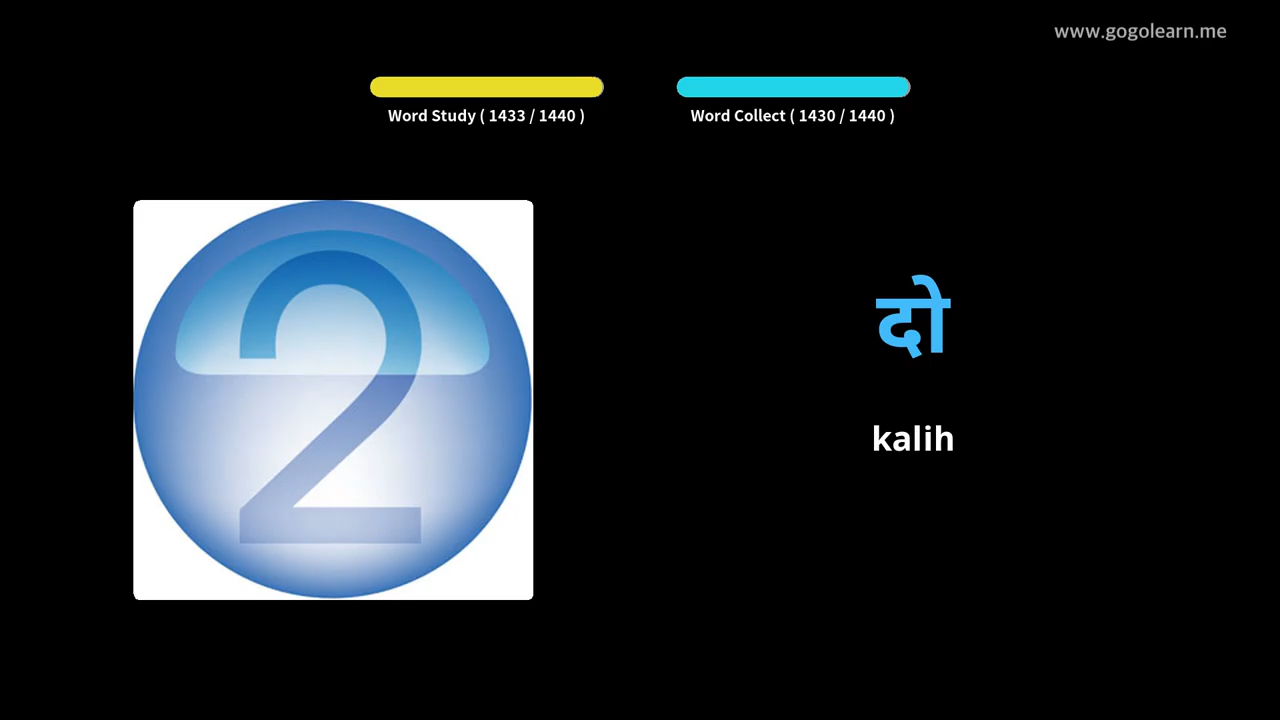 www.gogolearn.me
Word Study ( 1433 / 1440 )
Word Collect ( 1430 / 1440 )
2
दो
kalih